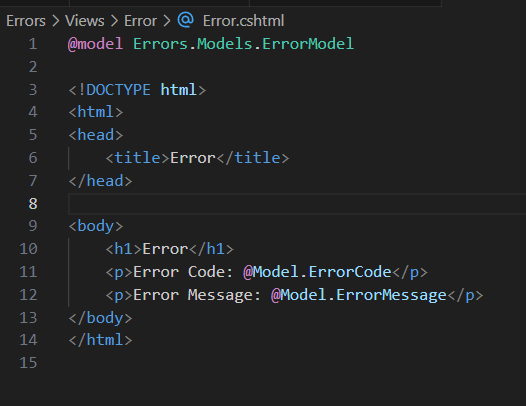 Errors > Views > Error > @ Error.cshtml
1 @model Errors.Models.ErrorModel
2
3 <!DOCTYPE html>
4 <html>
5 <head>
6     <title>Error</title>
7 </head>
8
9 <body>
10     <h1>Error</h1>
11     <p>Error Code: @Model.ErrorCode</p>
12     <p>Error Message: @Model.ErrorMessage</p>
13 </body>
14 </html>
15